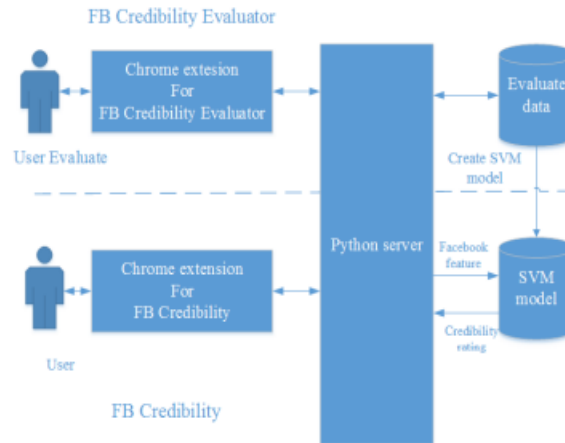 FB Credibility Evaluator
Chrome extesion
For
FB Credibility Evaluator
User Evaluate
Evaluate
data
Create SVM
model
Python server
Chrome extension
For
FB Credibility
User
Facebook
feature
SVM
model
Credibility
rating
FB Credibility